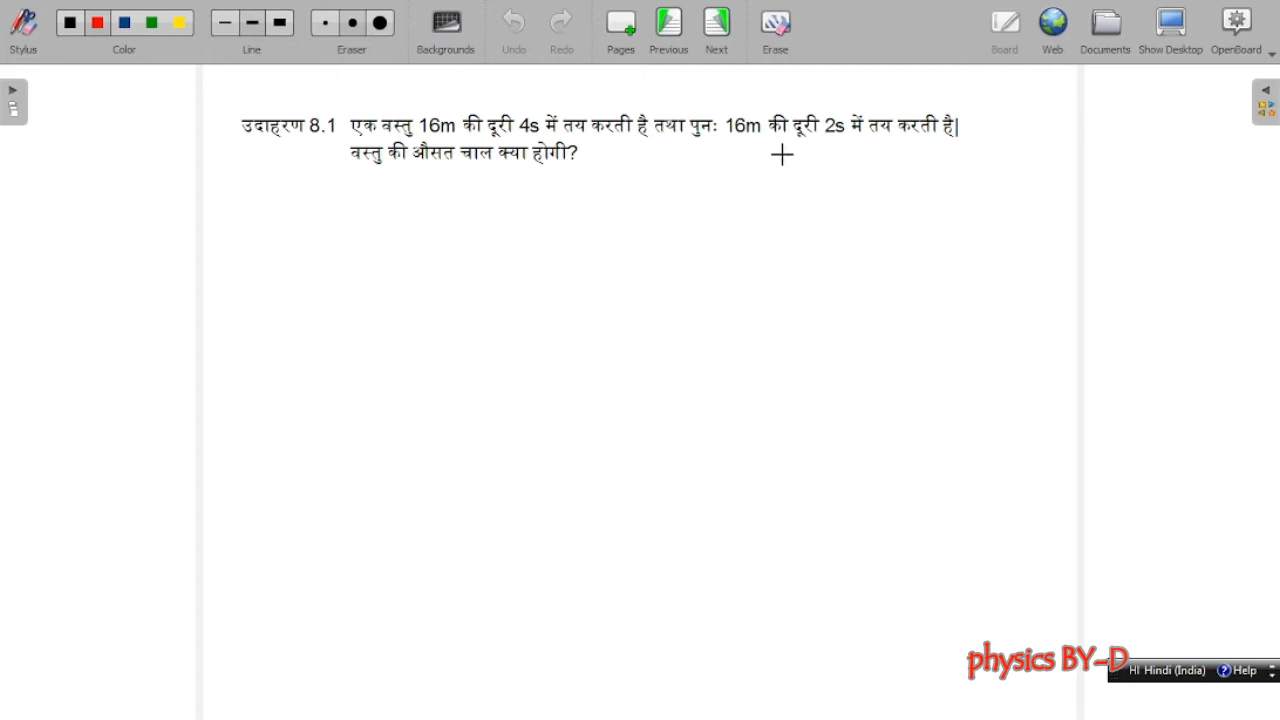 Stylus Color Line Eraser Backgrounds Undo Redo Pages Previous Next Erase Board Web Documents Show Desktop OpenBoard
उदाहरण 8.1 एक वस्तु 16m की दूरी 4s में तय करती है तथा पुनः 16m की दूरी 2s में तय करती है|
वस्तु की औसत चाल क्या होगी?
physics BY-D
HI Hindi (India) ? Help